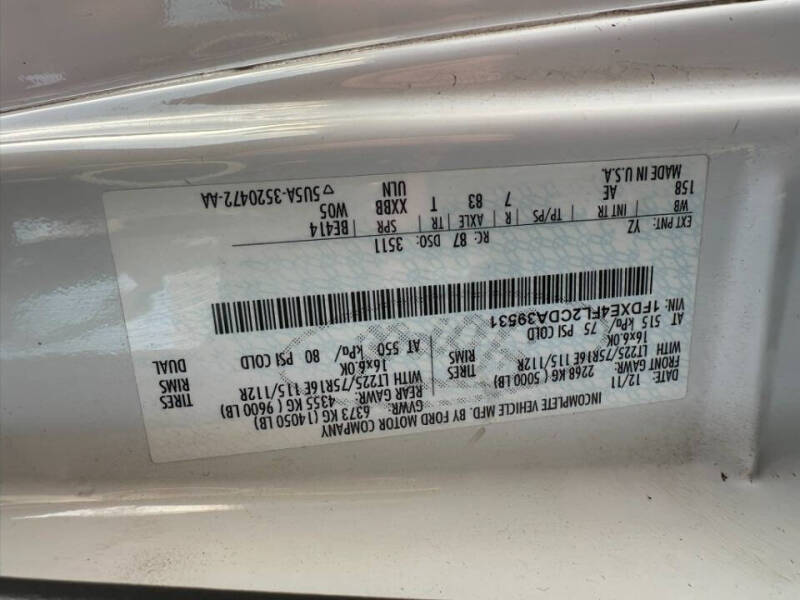 INCOMPLETE VEHICLE MFD. BY FORD MOTOR COMPANY
12/11
GVWR: 6373 KG (14050 LB)
FRONT GAWR: 2268 KG (5000 LB)
REAR GAWR: 4355 KG (9600 LB)
WITH LT225/75R16E 115/112R TIRES
WITH LT225/75R16E 115/112R TIRES
16x6.0K RIMS
16x6.0K RIMS
AT 515 kPa/ 75 PSI COLD
AT 550 kPa/ 80 PSI COLD DUAL
VIN: 1FDXE4FL2CDA39531
EXT PNT: YZ RC: 87 DSO: 3511
WB INT TR TP/PS R AXLE TR SPR BE414
158 AE 7 83 T XXBB W05
ULN
MADE IN U.S.A. ▽5U5A-3520472-AA